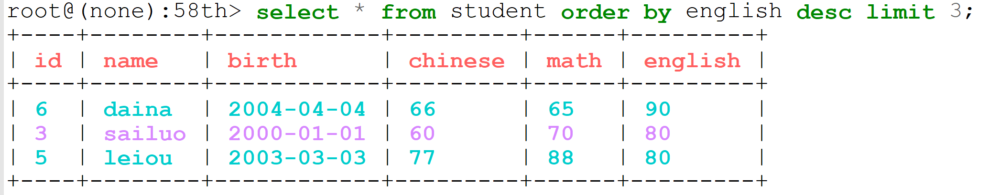 root@(none):58th> select * from student order by english desc limit 3;
+----+--------+------------+---------+------+---------+
| id | name   | birth      | chinese | math | english |
+----+--------+------------+---------+------+---------+
| 6  | daina  | 2004-04-04 | 66      | 65   | 90      |
| 3  | sailuo | 2000-01-01 | 60      | 70   | 80      |
| 5  | leiou  | 2003-03-03 | 77      | 88   | 80      |
+----+--------+------------+---------+------+---------+